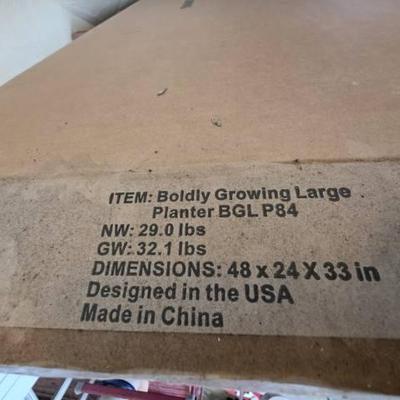 ITEM: Boldly Growing Large
Planter BGL P84
NW: 29.0 lbs
GW: 32.1 lbs
DIMENSIONS: 48 x 24 X 33 in
Designed in the USA
Made in China